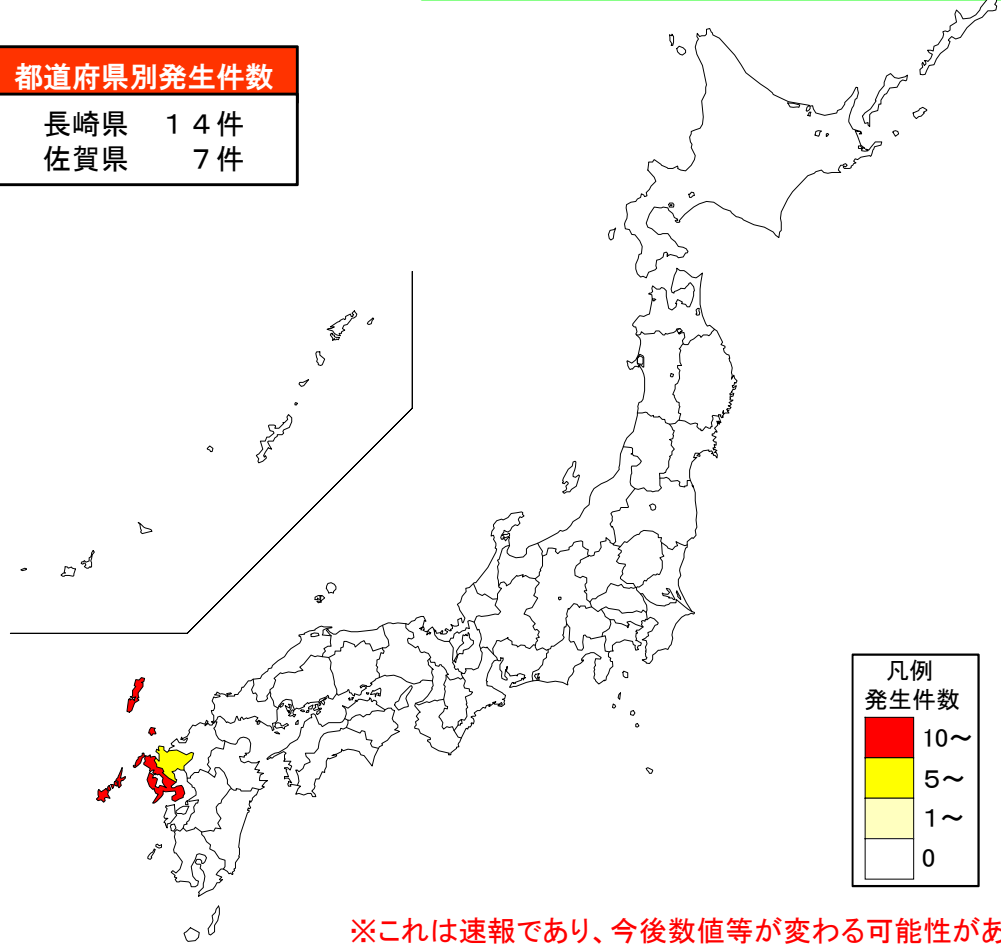 都道府県別発生件数
長崎県　１４件
佐賀県　　７件
凡例
発生件数
10～
5～
1～
0
※これは速報であり、今後数値等が変わる可能性があ